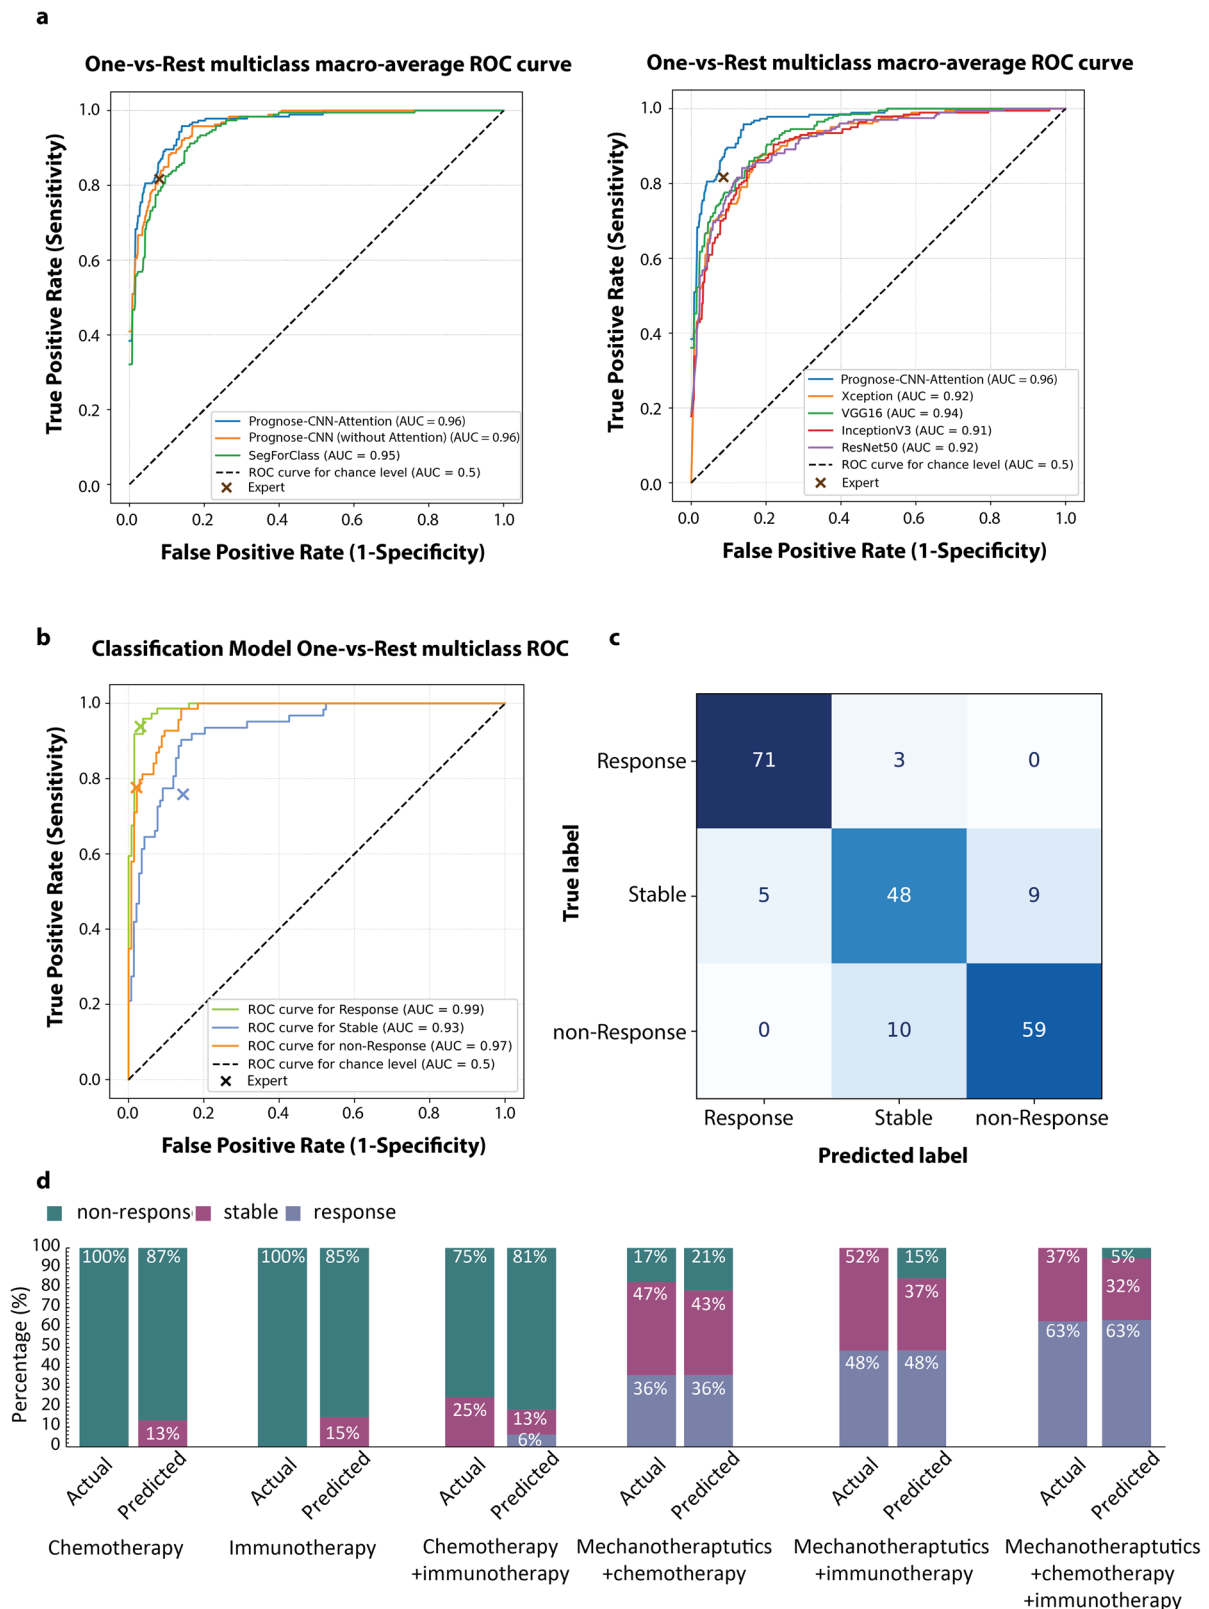 a
One-vs-Rest multiclass macro-average ROC curve
True Positive Rate (Sensitivity)
1.0
0.8
0.6
0.4
0.2
0.0
Prognose-CNN-Attention (AUC = 0.96)
Prognose-CNN (without Attention) (AUC = 0.96)
SegForClass (AUC = 0.95)
ROC curve for chance level (AUC = 0.5)
Expert
0.0 0.2 0.4 0.6 0.8 1.0
False Positive Rate (1-Specificity)
One-vs-Rest multiclass macro-average ROC curve
True Positive Rate (Sensitivity)
1.0
0.8
0.6
0.4
0.2
0.0
Prognose-CNN-Attention (AUC = 0.96)
Xception (AUC = 0.92)
VGG16 (AUC = 0.94)
InceptionV3 (AUC = 0.91)
ResNet50 (AUC = 0.92)
ROC curve for chance level (AUC = 0.5)
Expert
0.0 0.2 0.4 0.6 0.8 1.0
False Positive Rate (1-Specificity)
b
Classification Model One-vs-Rest multiclass ROC
True Positive Rate (Sensitivity)
1.0
0.8
0.6
0.4
0.2
0.0
ROC curve for Response (AUC = 0.99)
ROC curve for Stable (AUC = 0.93)
ROC curve for non-Response (AUC = 0.97)
ROC curve for chance level (AUC = 0.5)
Expert
0.0 0.2 0.4 0.6 0.8 1.0
False Positive Rate (1-Specificity)
c
True label
Response 71 3 0
Stable 5 48 9
non-Response 0 10 59
Response Stable non-Response
Predicted label
d
non-respons stable response
Percentage (%)
100
90
80
70
60
50
40
30
20
10
0
100% 87% 100% 85% 75% 81% 17% 21% 52% 15% 37% 5%
47% 43% 37% 32%
63% 63%
48% 48%
36% 36%
25% 13%
13% 15% 6%
Actual Predicted Actual Predicted Actual Predicted Actual Predicted Actual Predicted Actual Predicted
Chemotherapy
Immunotherapy
Chemotherapy
+immunotherapy
Mechanotheraptutics
+chemotherapy
Mechanotheraptutics
+immunotherapy
Mechanotheraptutics
+chemotherapy
+immunotherapy